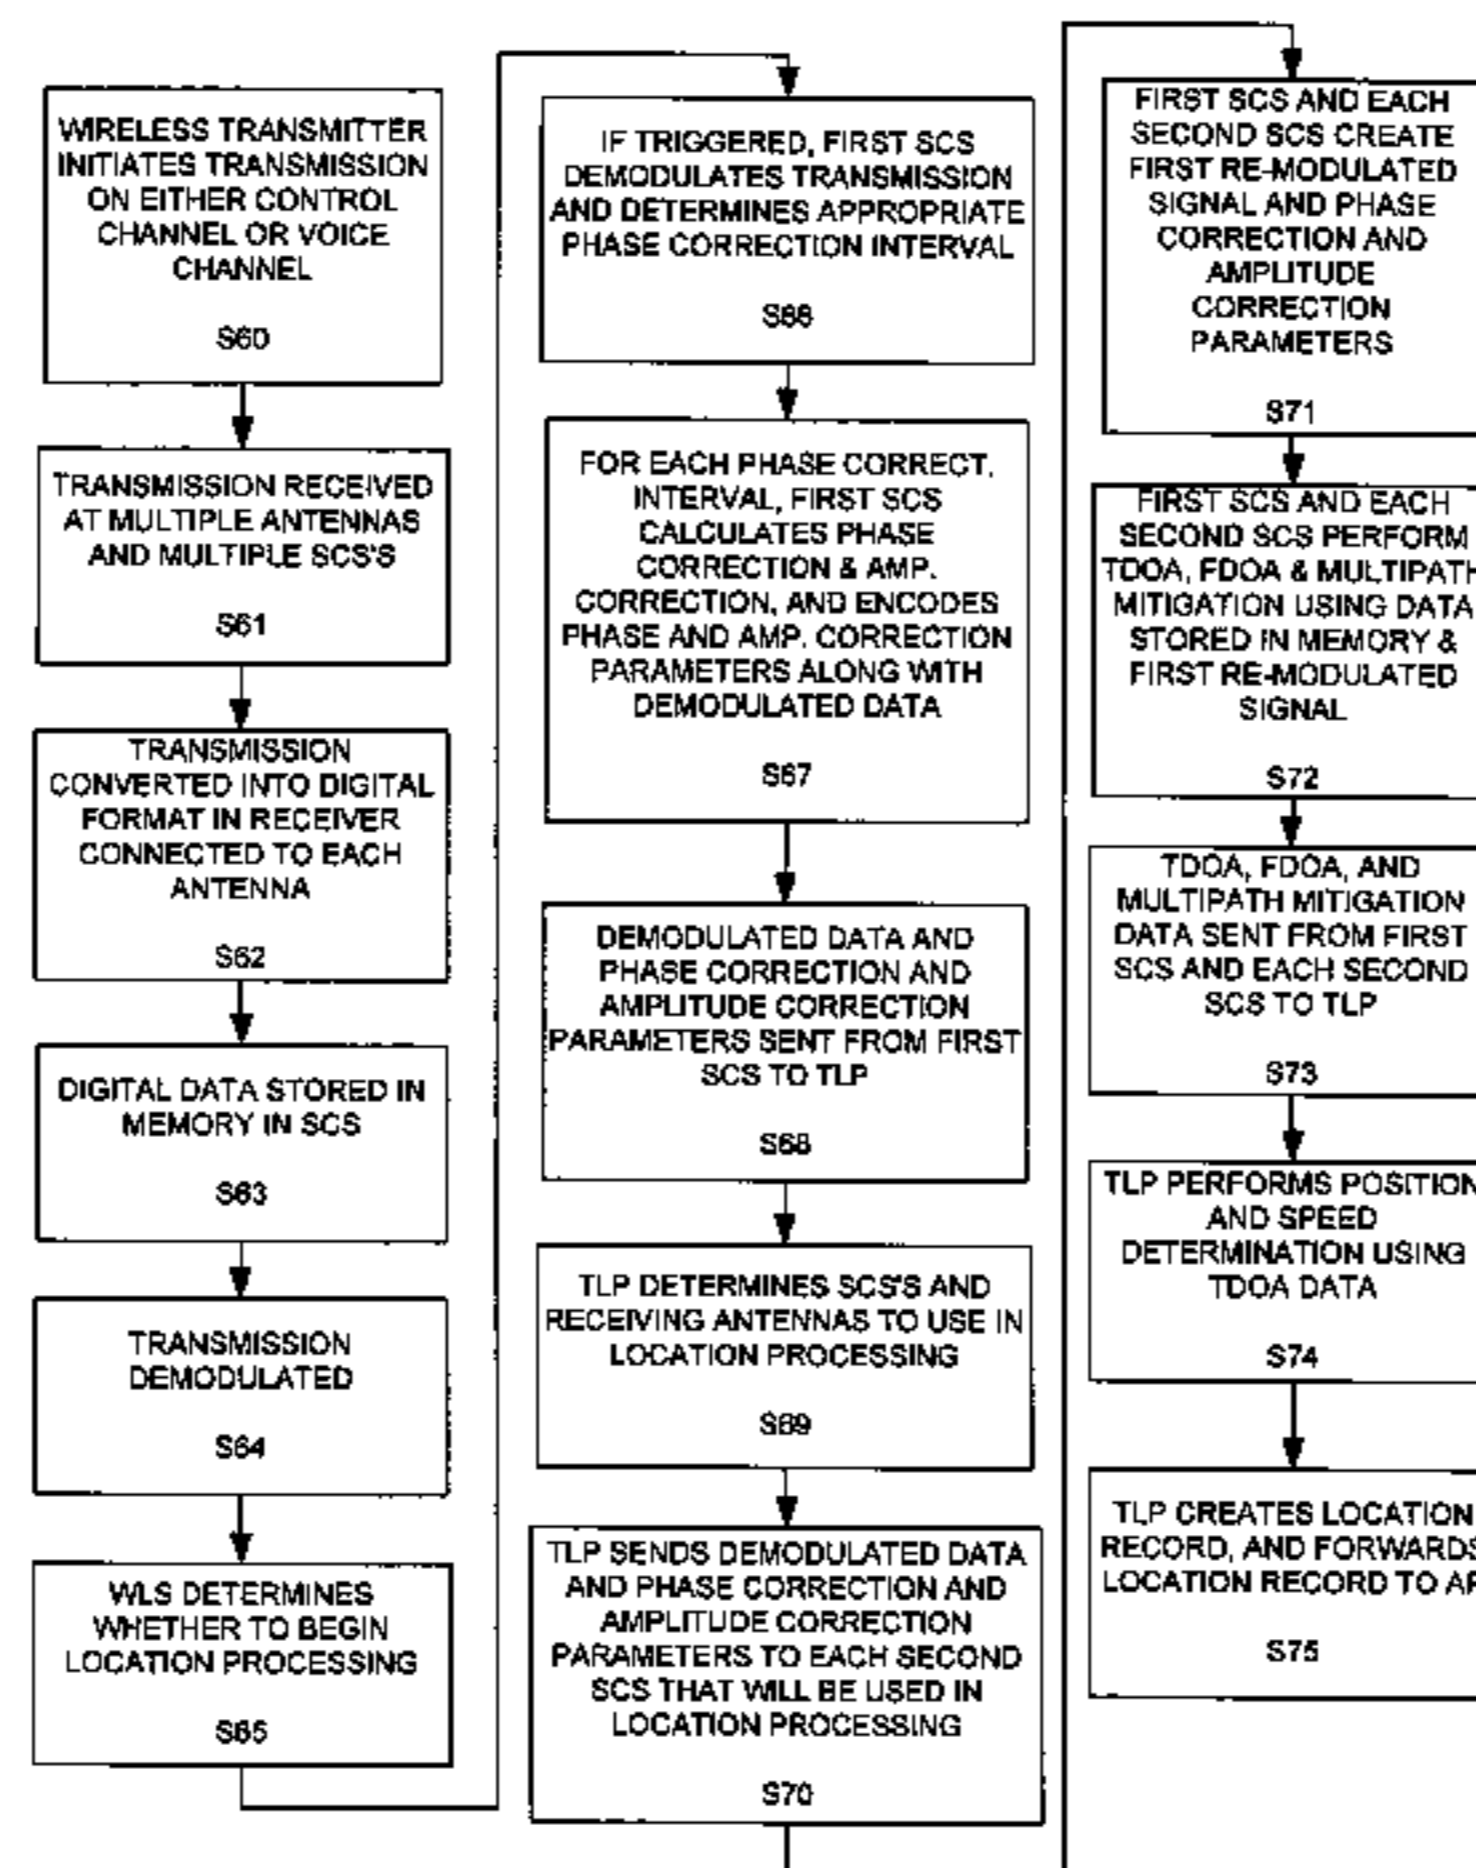 WIRELESS TRANSMITTER
INITIATES TRANSMISSION
ON EITHER CONTROL
CHANNEL OR VOICE
CHANNEL
S60
TRANSMISSION RECEIVED
AT MULTIPLE ANTENNAS
AND MULTIPLE SCS'S
S61
TRANSMISSION
CONVERTED INTO DIGITAL
FORMAT IN RECEIVER
CONNECTED TO EACH
ANTENNA
S62
DIGITAL DATA STORED IN
MEMORY IN SCS
S63
TRANSMISSION
DEMODULATED
S64
WLS DETERMINES
WHETHER TO BEGIN
LOCATION PROCESSING
S65
IF TRIGGERED, FIRST SCS
DEMODULATES TRANSMISSION
AND DETERMINES APPROPRIATE
PHASE CORRECTION INTERVAL
S66
FOR EACH PHASE CORRECT.
INTERVAL, FIRST SCS
CALCULATES PHASE
CORRECTION & AMP.
CORRECTION, AND ENCODES
PHASE AND AMP. CORRECTION
PARAMETERS ALONG WITH
DEMODULATED DATA
S67
DEMODULATED DATA AND
PHASE CORRECTION AND
AMPLITUDE CORRECTION
PARAMETERS SENT FROM FIRST
SCS TO TLP
S68
TLP DETERMINES SCS'S AND
RECEIVING ANTENNAS TO USE IN
LOCATION PROCESSING
S69
TLP SENDS DEMODULATED DATA
AND PHASE CORRECTION AND
AMPLITUDE CORRECTION
PARAMETERS TO EACH SECOND
SCS THAT WILL BE USED IN
LOCATION PROCESSING
S70
FIRST SCS AND EACH
SECOND SCS CREATE
FIRST RE-MODULATED
SIGNAL AND PHASE
CORRECTION AND
AMPLITUDE
CORRECTION
PARAMETERS
S71
FIRST SCS AND EACH
SECOND SCS PERFORM
TDOA, FDOA & MULTIPATH
MITIGATION USING DATA
STORED IN MEMORY &
FIRST RE-MODULATED
SIGNAL
S72
TDOA, FDOA, AND
MULTIPATH MITIGATION
DATA SENT FROM FIRST
SCS AND EACH SECOND
SCS TO TLP
S73
TLP PERFORMS POSITION
AND SPEED
DETERMINATION USING
TDOA DATA
S74
TLP CREATES LOCATION
RECORD, AND FORWARDS
LOCATION RECORD TO
S75